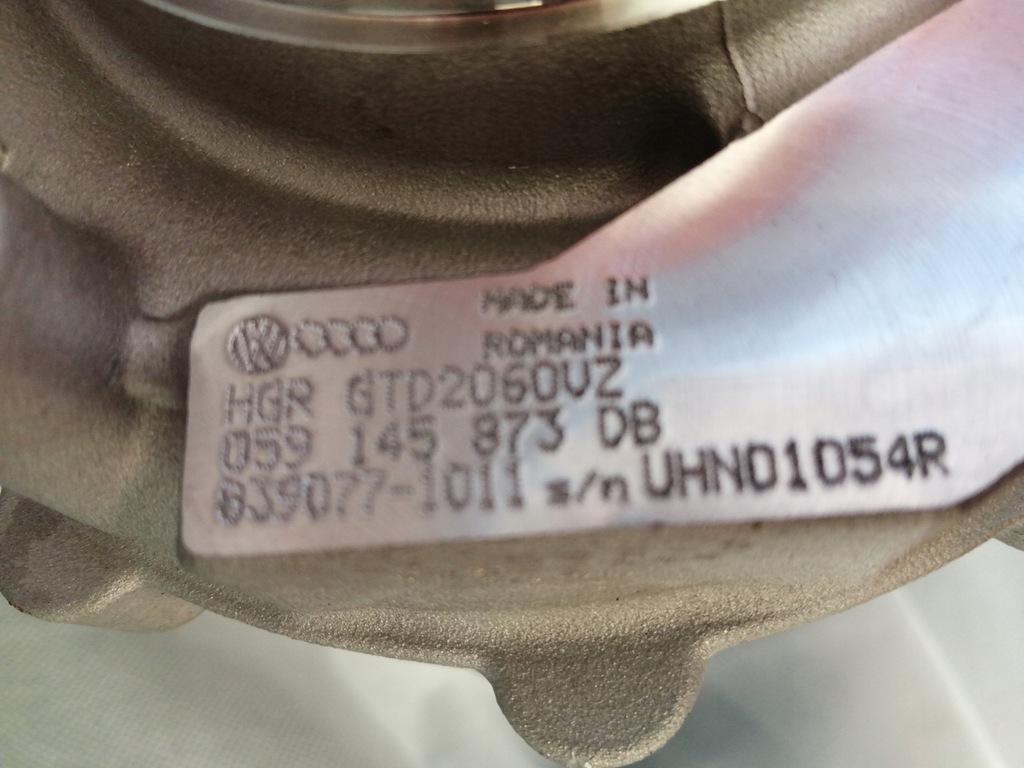 MADE IN
ROMANIA
HGR GTD2060VZ
059 145 873 DB
839077-1011 s/n UHN01054R